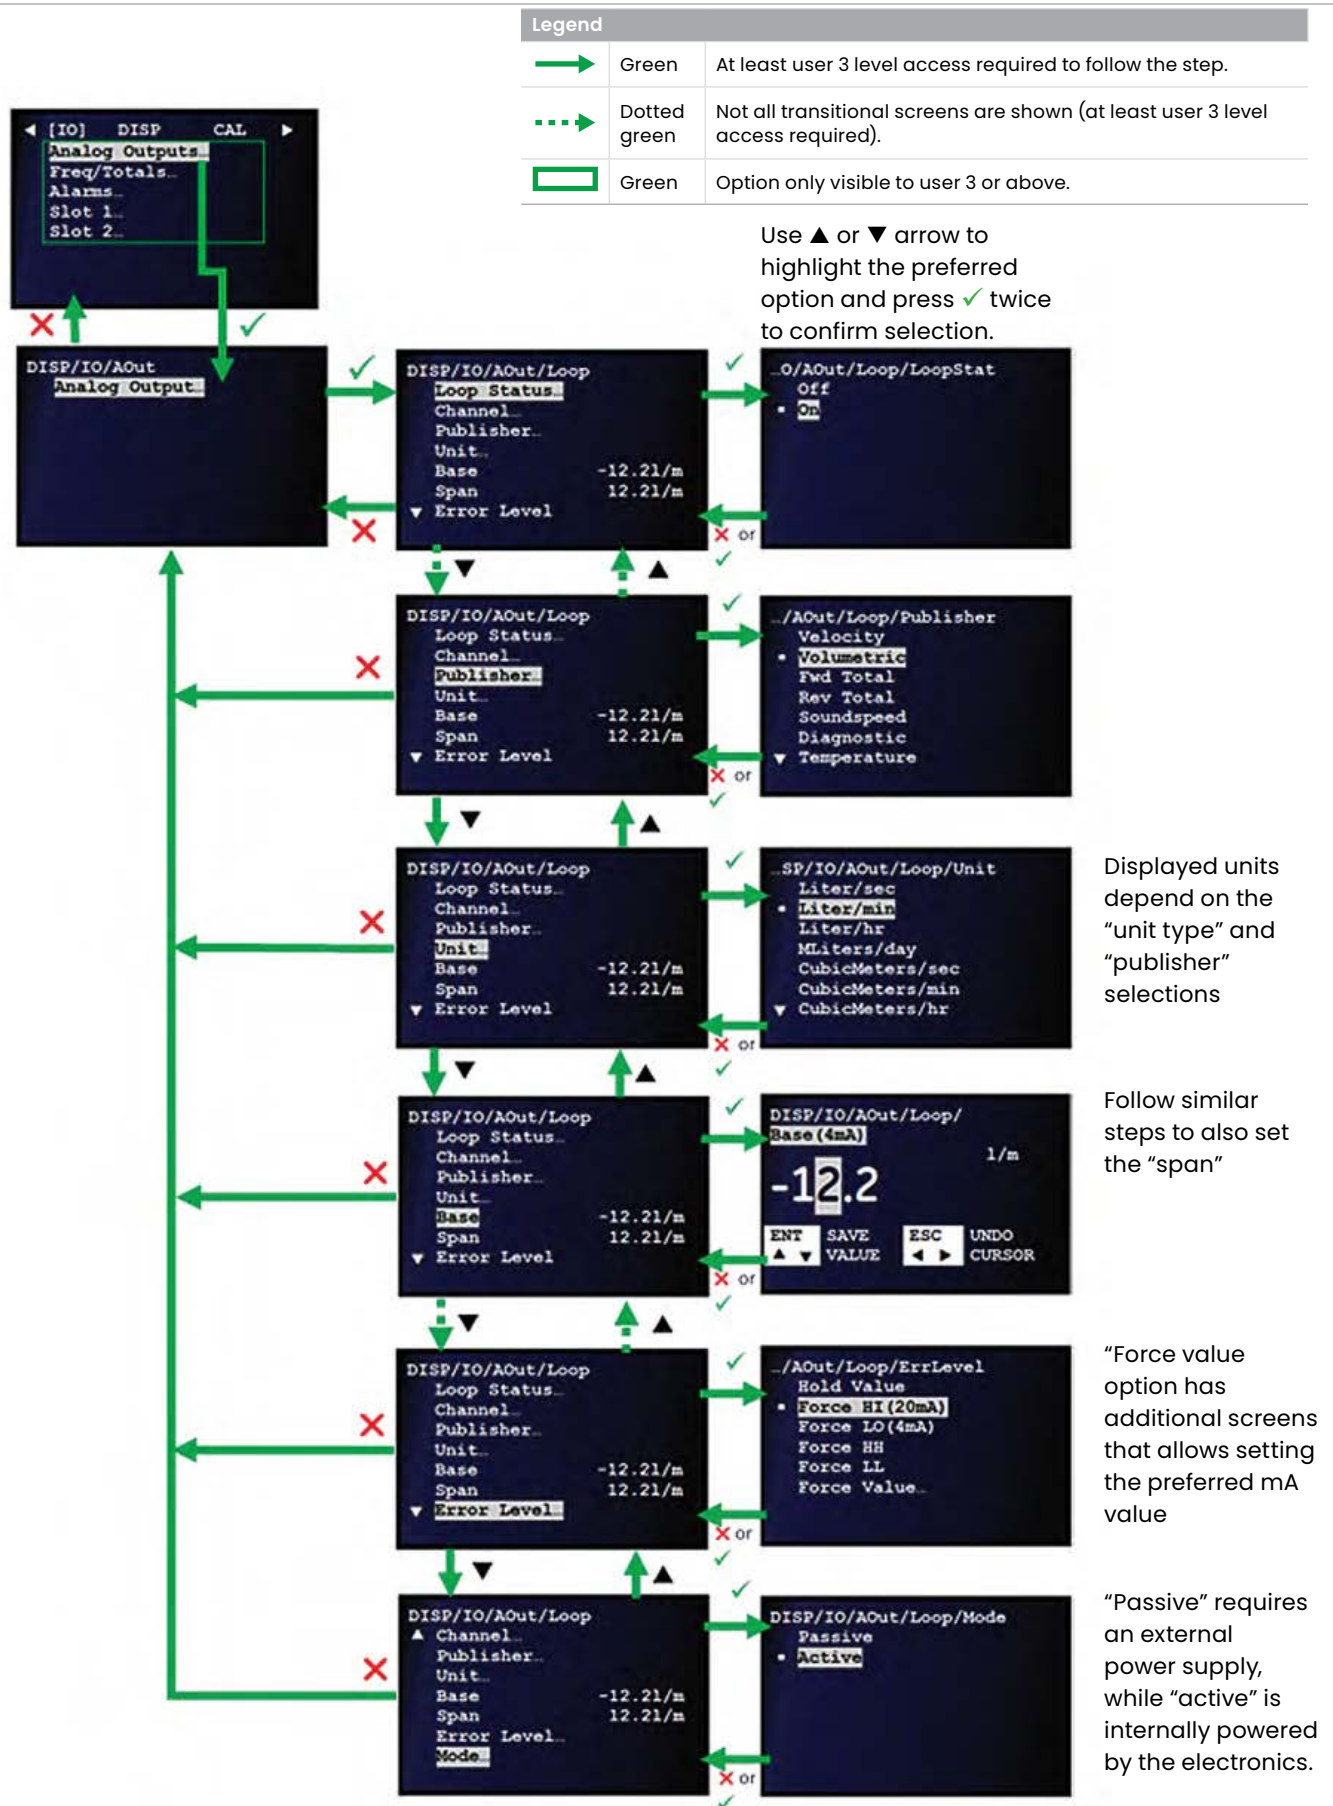 Legend
Green At least user 3 level access required to follow the step.
Dotted green Not all transitional screens are shown (at least user 3 level access required).
Green Option only visible to user 3 or above.
[IO] DISP CAL
Analog Outputs…
Freq/Totals…
Alarms…
Slot 1…
Slot 2…
Use ▲ or ▼ arrow to
highlight the preferred
option and press ✓ twice
to confirm selection.
DISP/IO/AOut
Analog Output…
DISP/IO/AOut/Loop
Loop Status…
Channel…
Publisher…
Unit…
Base -12.2l/m
Span 12.2l/m
▼ Error Level
…O/AOut/Loop/LoopStat
Off
▪ On
✗ or
✓
DISP/IO/AOut/Loop
Loop Status…
Channel…
Publisher…
Unit…
Base -12.2l/m
Span 12.2l/m
▼ Error Level
…/AOut/Loop/Publisher
Velocity
▪ Volumetric
Fwd Total
Rev Total
Soundspeed
Diagnostic
▼ Temperature
✗ or
✓
DISP/IO/AOut/Loop
Loop Status…
Channel…
Publisher…
Unit…
Base -12.2l/m
Span 12.2l/m
▼ Error Level
…SP/IO/AOut/Loop/Unit
Liter/sec
▪ Liter/min
Liter/hr
MLiters/day
CubicMeters/sec
CubicMeters/min
▼ CubicMeters/hr
✗ or
✓
Displayed units
depend on the
“unit type” and
“publisher”
selections
DISP/IO/AOut/Loop
Loop Status…
Channel…
Publisher…
Unit…
Base -12.2l/m
Span 12.2l/m
▼ Error Level
DISP/IO/AOut/Loop/
Base(4mA)
l/m
-12.2
ENT SAVE ESC UNDO
▲ ▼ VALUE ◀ ▶ CURSOR
✗ or
✓
Follow similar
steps to also set
the “span”
DISP/IO/AOut/Loop
Loop Status…
Channel…
Publisher…
Unit…
Base -12.2l/m
Span 12.2l/m
▼ Error Level…
…/AOut/Loop/ErrLevel
Hold Value
▪ Force HI(20mA)
Force LO(4mA)
Force HH
Force LL
Force Value…
✗ or
✓
“Force value
option has
additional screens
that allows setting
the preferred mA
value
DISP/IO/AOut/Loop
▲ Channel…
Publisher…
Unit…
Base -12.2l/m
Span 12.2l/m
Error Level…
Mode…
DISP/IO/AOut/Loop/Mode
Passive
▪ Active
✗ or
✓
“Passive” requires
an external
power supply,
while “active” is
internally powered
by the electronics.